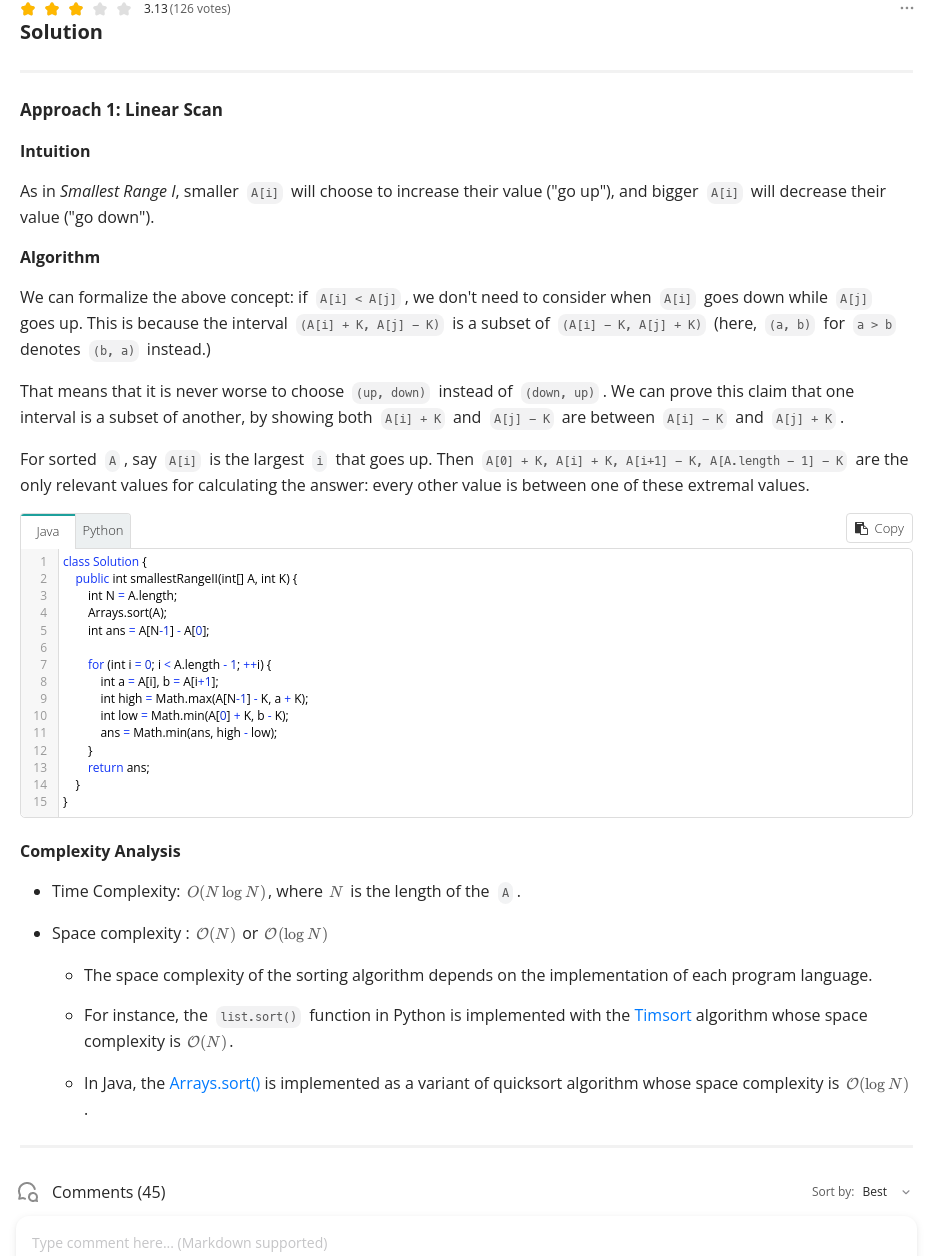 3.13 (126 votes)
Solution
Approach 1: Linear Scan
Intuition
As in Smallest Range I, smaller A[i] will choose to increase their value ("go up"), and bigger A[i] will decrease their
value ("go down").
Algorithm
We can formalize the above concept: if A[i] < A[j] , we don't need to consider when A[i] goes down while A[j]
goes up. This is because the interval (A[i] + K, A[j] − K) is a subset of (A[i] − K, A[j] + K) (here, (a, b) for a > b
denotes (b, a) instead.)
That means that it is never worse to choose (up, down) instead of (down, up) . We can prove this claim that one
interval is a subset of another, by showing both A[i] + K and A[j] − K are between A[i] − K and A[j] + K .
For sorted A , say A[i] is the largest i that goes up. Then A[0] + K, A[i] + K, A[i+1] − K, A[A.length − 1] − K are the
only relevant values for calculating the answer: every other value is between one of these extremal values.
Java Python Copy
1 class Solution {
2 public int smallestRangeII(int[] A, int K) {
3 int N = A.length;
4 Arrays.sort(A);
5 int ans = A[N-1] - A[0];
6
7 for (int i = 0; i < A.length - 1; ++i) {
8 int a = A[i], b = A[i+1];
9 int high = Math.max(A[N-1] - K, a + K);
10 int low = Math.min(A[0] + K, b - K);
11 ans = Math.min(ans, high - low);
12 }
13 return ans;
14 }
15 }
Complexity Analysis
• Time Complexity: O(N log N), where N is the length of the A .
• Space complexity : O(N) or O(log N)
○ The space complexity of the sorting algorithm depends on the implementation of each program language.
○ For instance, the list.sort() function in Python is implemented with the Timsort algorithm whose space
complexity is O(N).
○ In Java, the Arrays.sort() is implemented as a variant of quicksort algorithm whose space complexity is O(log N)
.
Comments (45) Sort by: Best
Type comment here... (Markdown supported)